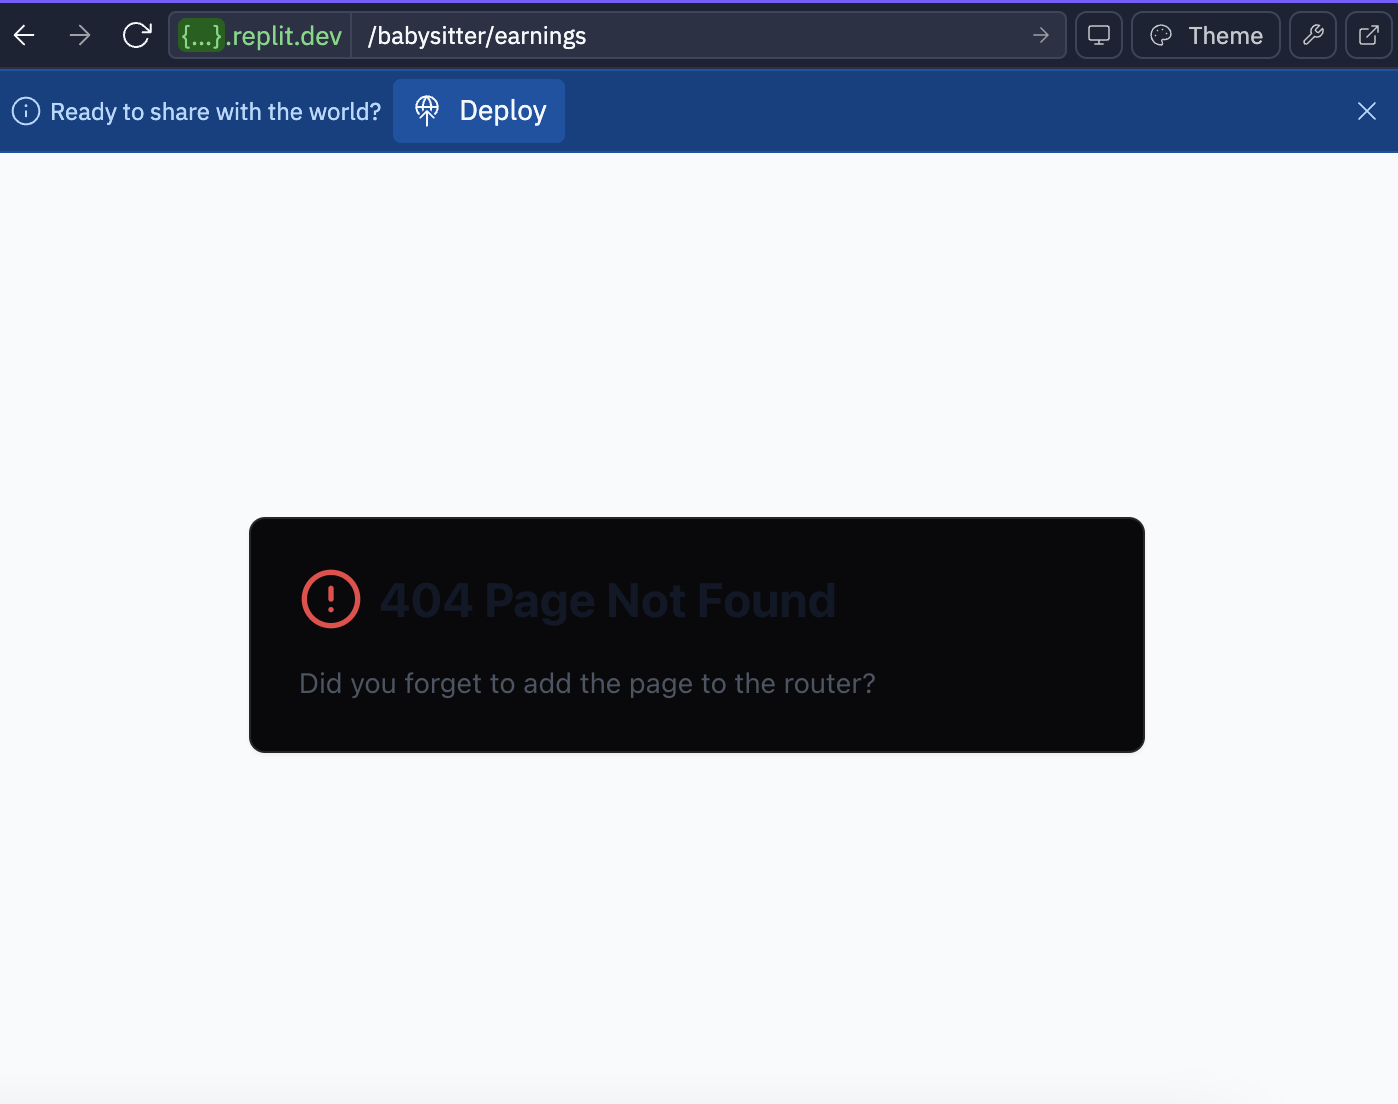 {...}.replit.dev /babysitter/earnings
Theme
Ready to share with the world?
Deploy
404 Page Not Found
Did you forget to add the page to the router?